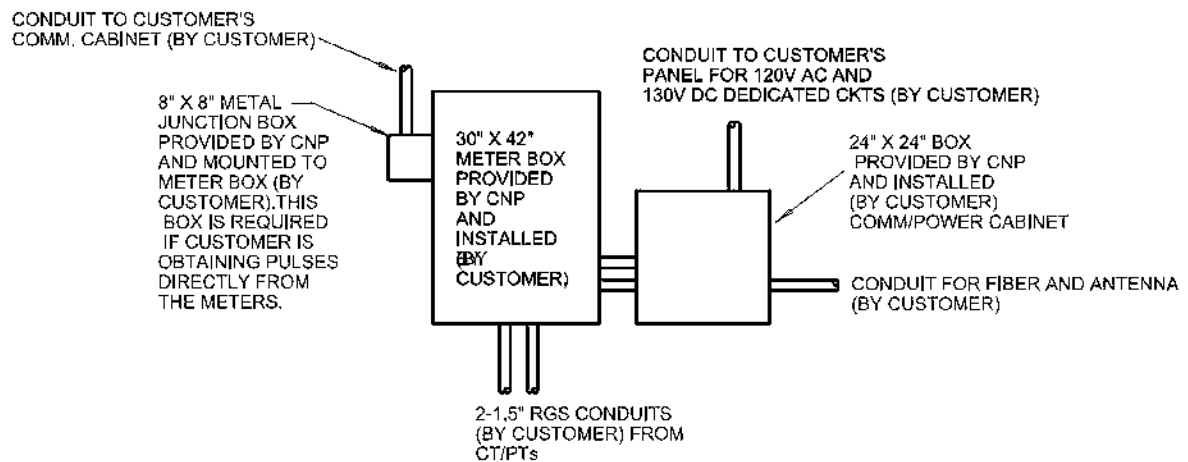 CONDUIT TO CUSTOMER'S
COMM. CABINET (BY CUSTOMER)
8" X 8" METAL
JUNCTION BOX
PROVIDED BY CNP
AND MOUNTED TO
METER BOX (BY
CUSTOMER).THIS
BOX IS REQUIRED
IF CUSTOMER IS
OBTAINING PULSES
DIRECTLY FROM
THE METERS.
30" X 42"
METER BOX
PROVIDED
BY CNP
AND
INSTALLED
(BY
CUSTOMER)
CONDUIT TO CUSTOMER'S
PANEL FOR 120V AC AND
130V DC DEDICATED CKTS (BY CUSTOMER)
24" X 24" BOX
PROVIDED BY CNP
AND INSTALLED
(BY CUSTOMER)
COMM/POWER CABINET
CONDUIT FOR FIBER AND ANTENNA
(BY CUSTOMER)
2-1.5" RGS CONDUITS
(BY CUSTOMER) FROM
CT/PTs